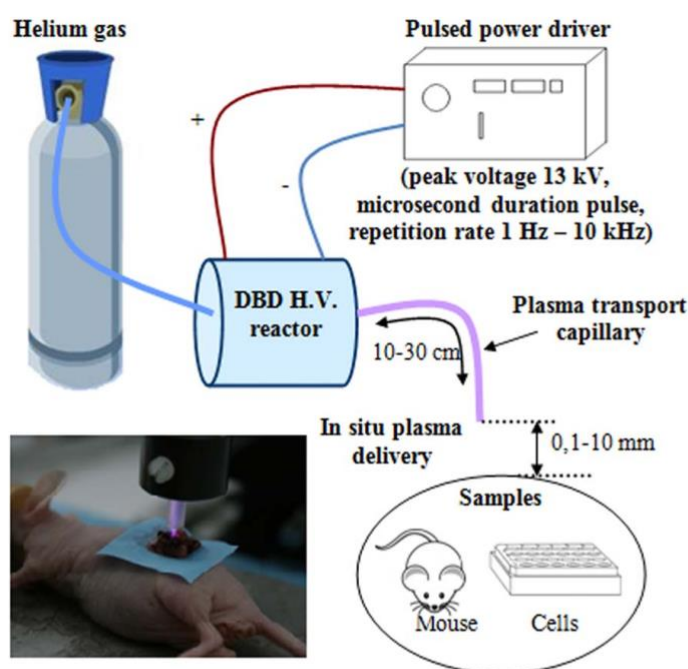 Helium gas
Pulsed power driver
+
-
(peak voltage 13 kV,
microsecond duration pulse,
repetition rate 1 Hz – 10 kHz)
DBD H.V.
reactor
Plasma transport
capillary
10-30 cm
In situ plasma
delivery
0,1-10 mm
Samples
Mouse
Cells